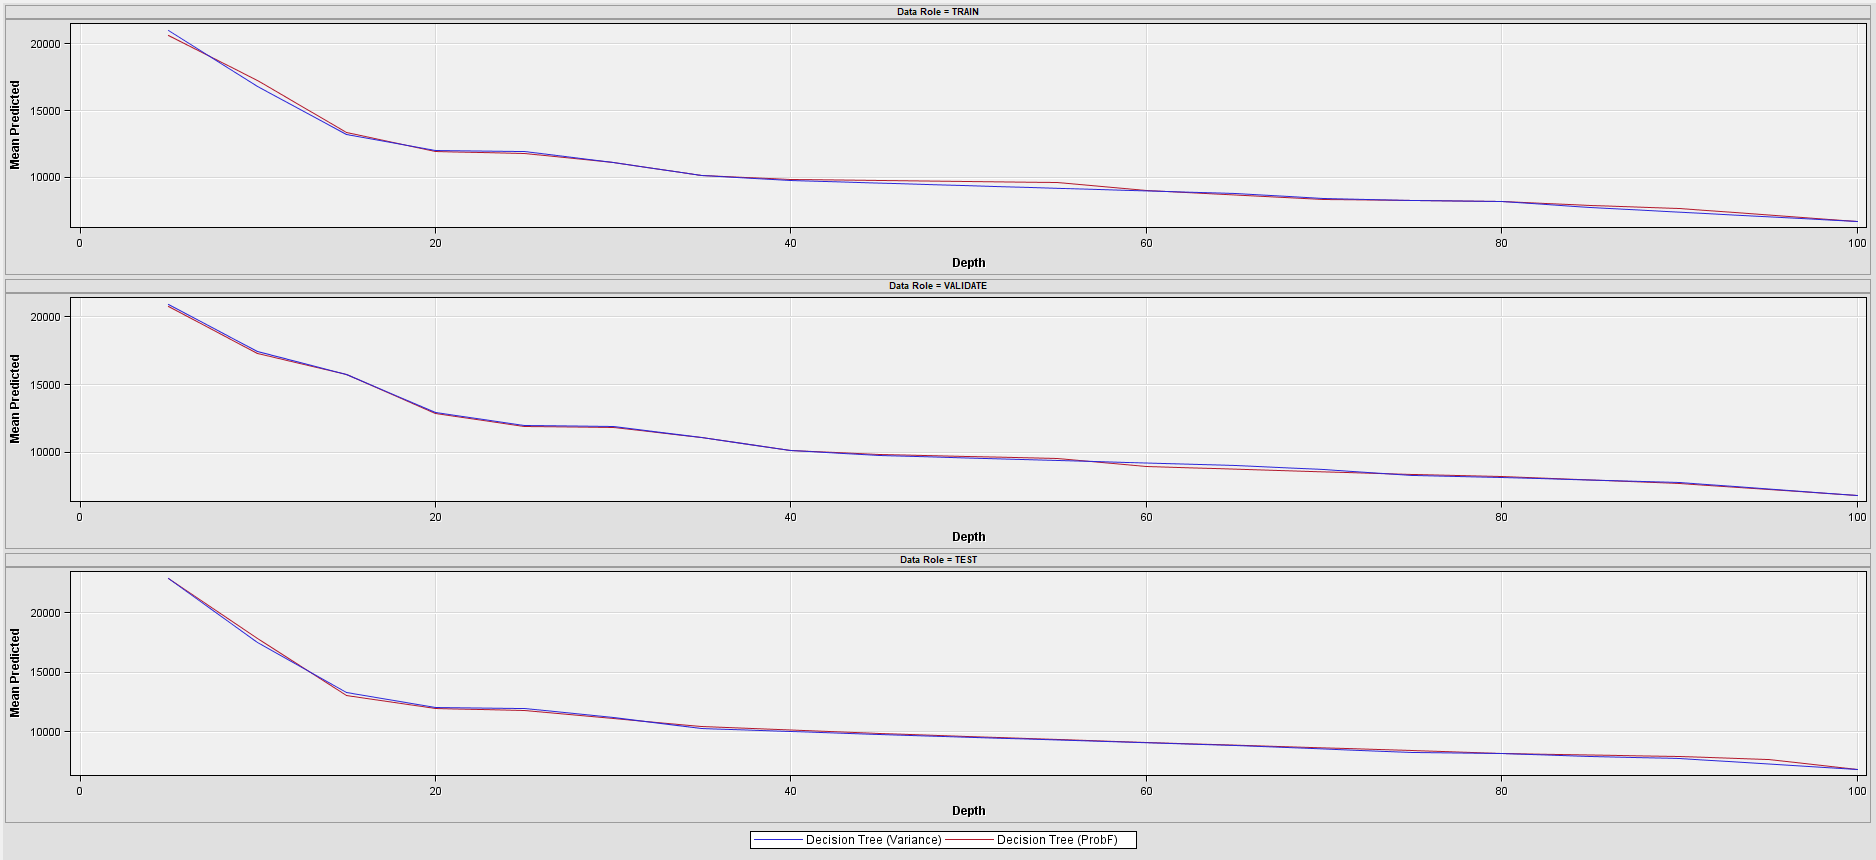 Data Role = TRAIN
20000
15000
10000
Mean Predicted
0 20 40 60 80 100
Depth
Data Role = VALIDATE
20000
15000
10000
Mean Predicted
0 20 40 60 80 100
Depth
Data Role = TEST
20000
15000
10000
Mean Predicted
0 20 40 60 80 100
Depth
Decision Tree (Variance) Decision Tree (ProbF)